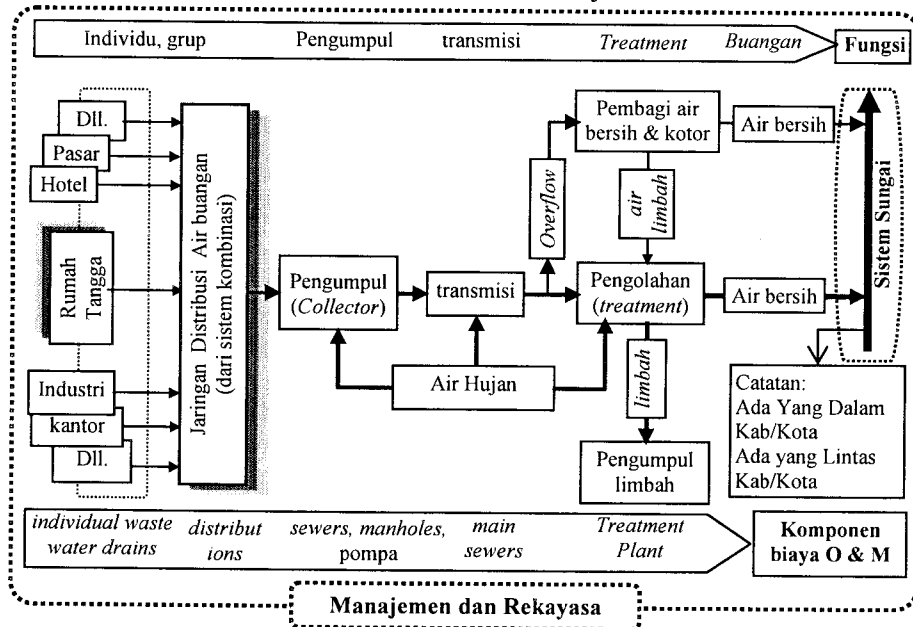 Individu, grup
Pengumpul
transmisi
Treatment
Buangan
Fungsi
Dll.
Pasar
Hotel
Rumah
Tangga
Industri
kantor
Dll.
Jaringan Distribusi Air buangan
(dari sistem kombinasi)
Pengumpul
(Collector)
transmisi
Overflow
Pembagi air
bersih & kotor
Air bersih
air
limbah
Pengolahan
(treatment)
Air bersih
Sistem Sungai
Air Hujan
limbah
Pengumpul
limbah
Catatan:
Ada Yang Dalam
Kab/Kota
Ada yang Lintas
Kab/Kota
individual waste
water drains
distribut
ions
sewers, manholes,
pompa
main
sewers
Treatment
Plant
Komponen
biaya O & M
Manajemen dan Rekayasa